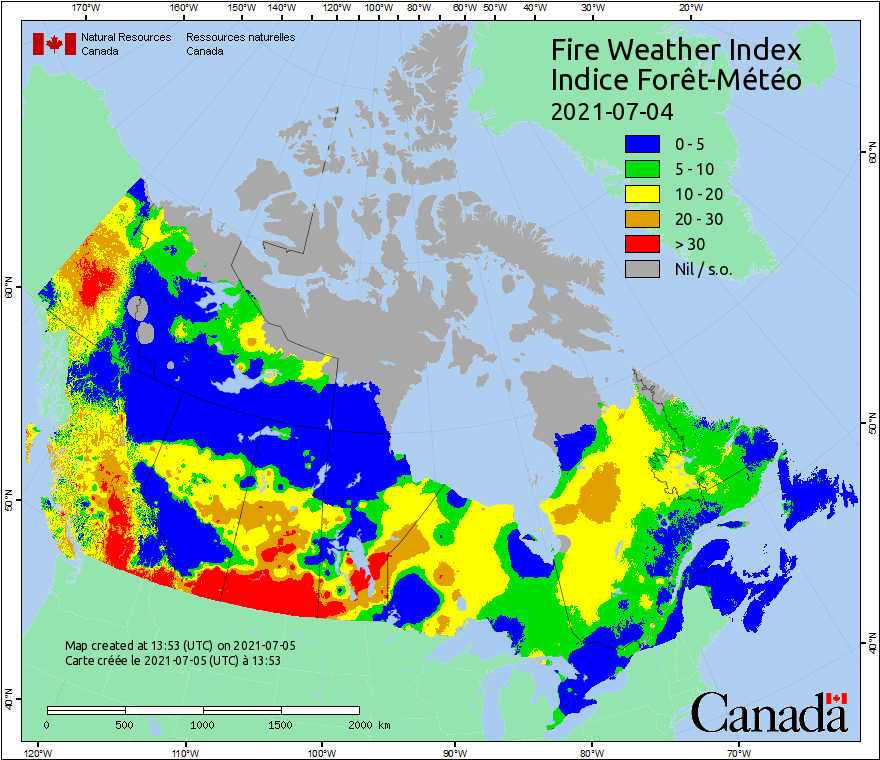 170°W 160°W 150°W 140°W 120°W 100°W 80°W 60°W 50°W 40°W 30°W 20°W
Natural Resources Canada
Ressources naturelles Canada
Fire Weather Index
Indice Forêt-Météo
2021-07-04
0 - 5
5 - 10
10 - 20
20 - 30
> 30
Nil / s.o.
60°N
50°N
40°N
60°N
50°N
40°N
Map created at 13:53 (UTC) on 2021-07-05
Carte créée le 2021-07-05 (UTC) à 13:53
0 500 1000 1500 2000 km
Canada
120°W 110°W 100°W 90°W 80°W 70°W